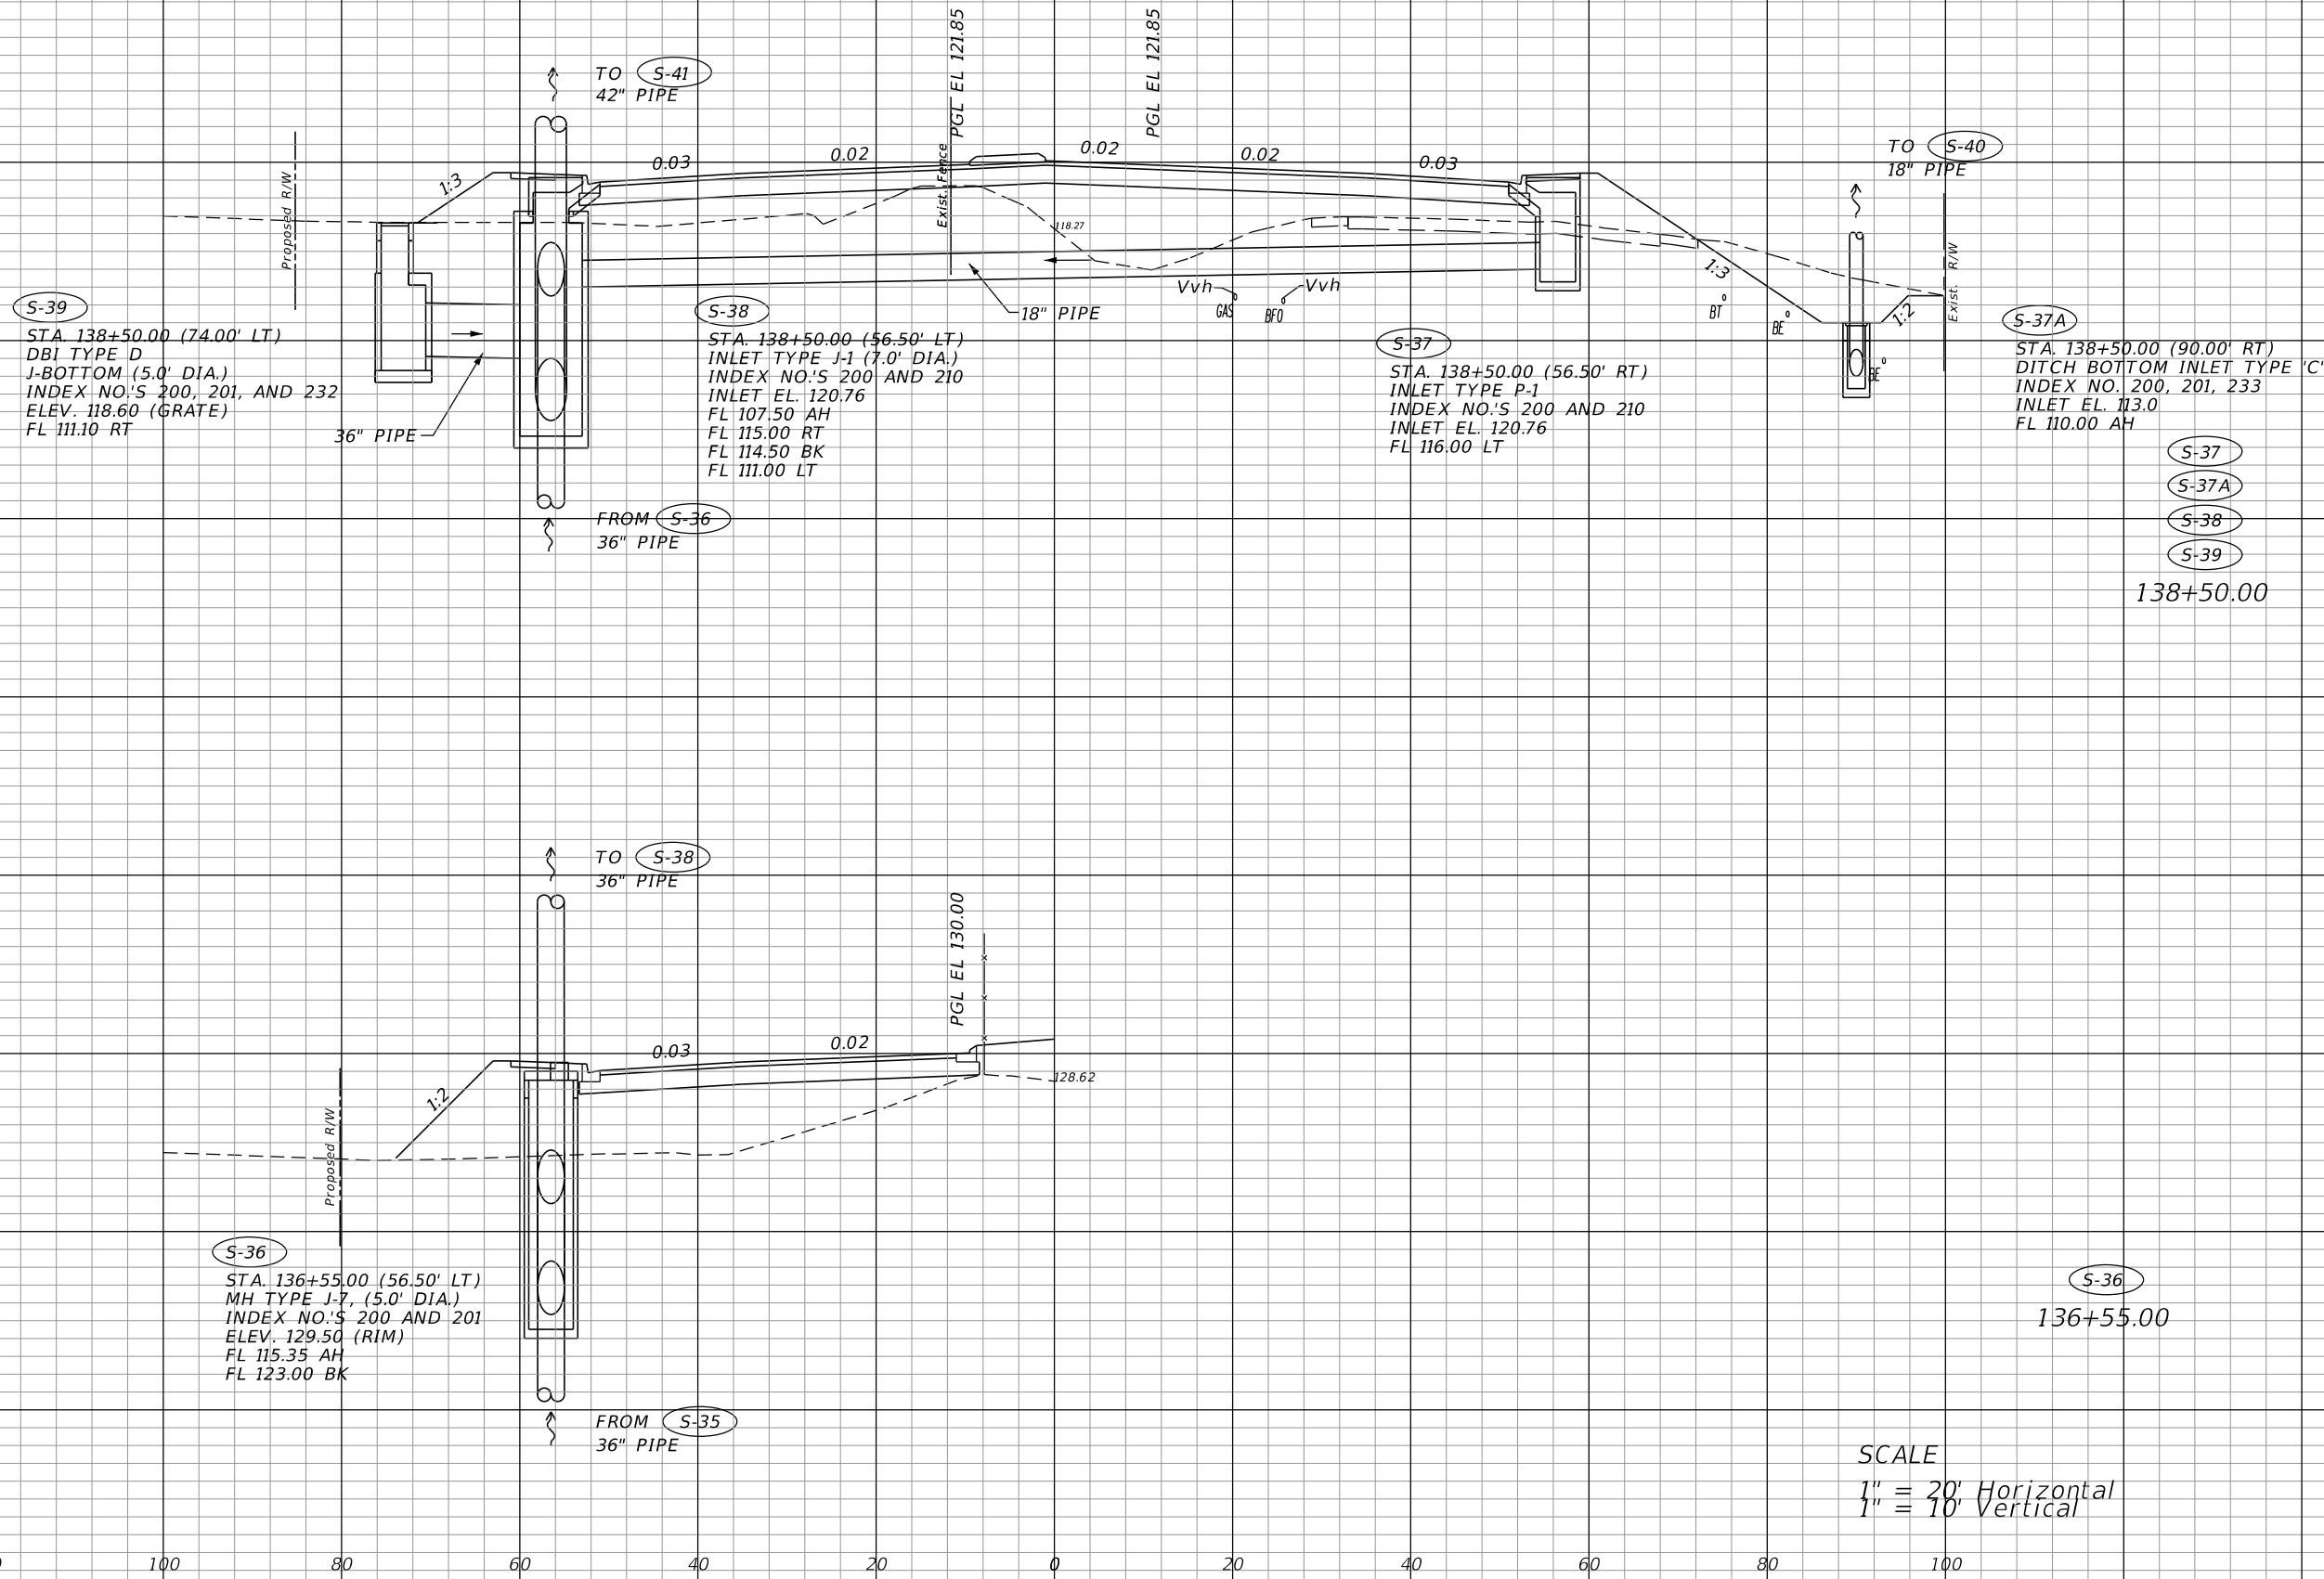 PGL EL 121.85
PGL EL 121.85
TO S-41
42" PIPE
0.03
0.02
0.02
0.02
0.03
TO S-40
18" PIPE
1:3
Proposed R/W
Exist. Fence
118.27
1:3
1:2
Exist. R/W
Vvh
GAS
Vvh
BFO
BT
BE
BE
18" PIPE
S-39
STA. 138+50.00 (74.00' LT)
DBI TYPE D
J-BOTTOM (5.0' DIA.)
INDEX NO.'S 200, 201, AND 232
ELEV. 118.60 (GRATE)
FL 111.10 RT
36" PIPE
S-38
STA. 138+50.00 (56.50' LT)
INLET TYPE J-1 (7.0' DIA.)
INDEX NO.'S 200 AND 210
INLET EL. 120.76
FL 107.50 AH
FL 115.00 RT
FL 114.50 BK
FL 111.00 LT
S-37
STA. 138+50.00 (56.50' RT)
INLET TYPE P-1
INDEX NO.'S 200 AND 210
INLET EL. 120.76
FL 116.00 LT
S-37A
STA. 138+50.00 (90.00' RT)
DITCH BOTTOM INLET TYPE 'C'
INDEX NO. 200, 201, 233
INLET EL. 113.0
FL 110.00 AH
S-37
S-37A
S-38
S-39
138+50.00
FROM S-36
36" PIPE
TO S-38
36" PIPE
PGL EL 130.00
0.03
0.02
128.62
1:2
Proposed R/W
S-36
STA. 136+55.00 (56.50' LT)
MH TYPE J-7, (5.0' DIA.)
INDEX NO.'S 200 AND 201
ELEV. 129.50 (RIM)
FL 115.35 AH
FL 123.00 BK
FROM S-35
36" PIPE
S-36
136+55.00
SCALE
1" = 20' Horizontal
1" = 10' Vertical
100 80 60 40 20 0 20 40 60 80 100